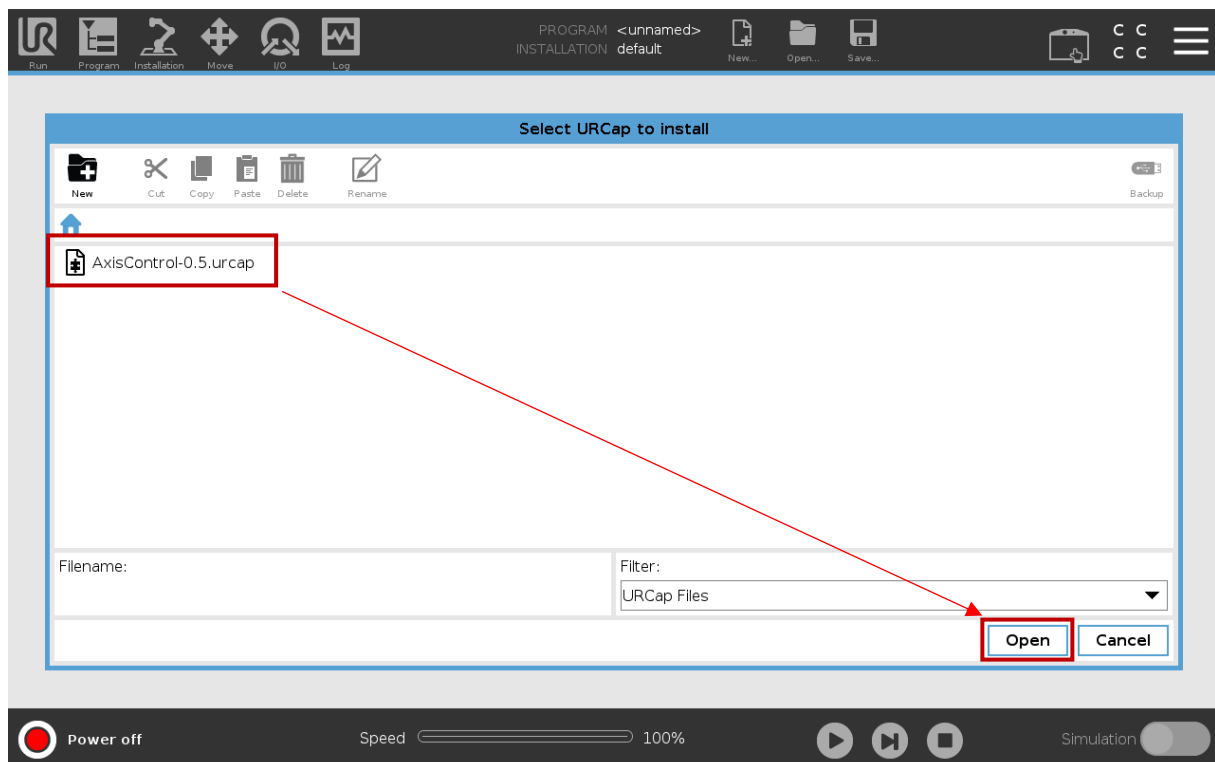 UR
PROGRAM <unnamed>
INSTALLATION default
C C
C C
Run Program Installation Move I/O Log New... Open... Save...
Select URCap to install
New Cut Copy Paste Delete Rename Backup
AxisControl-0.5.urcap
Filename:
Filter:
URCap Files
Open Cancel
Power off Speed 100% Simulation